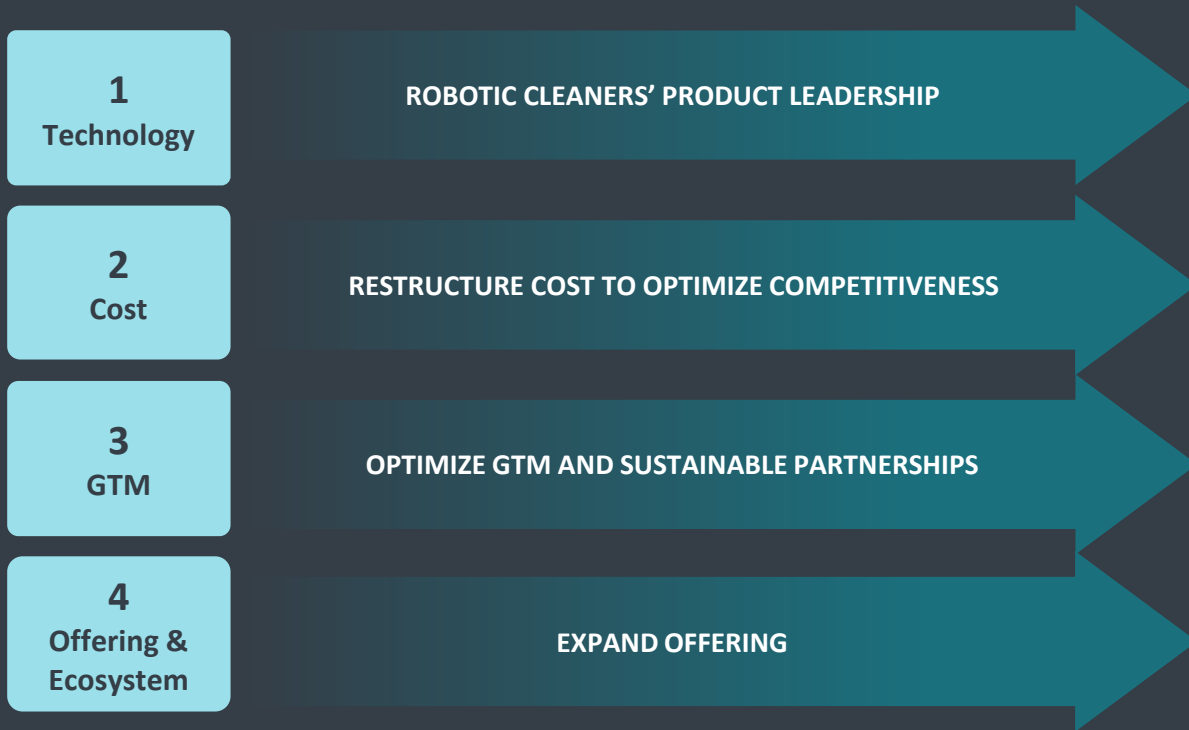 1
Technology
ROBOTIC CLEANERS’ PRODUCT LEADERSHIP
2
Cost
RESTRUCTURE COST TO OPTIMIZE COMPETITIVENESS
3
GTM
OPTIMIZE GTM AND SUSTAINABLE PARTNERSHIPS
4
Offering &
Ecosystem
EXPAND OFFERING